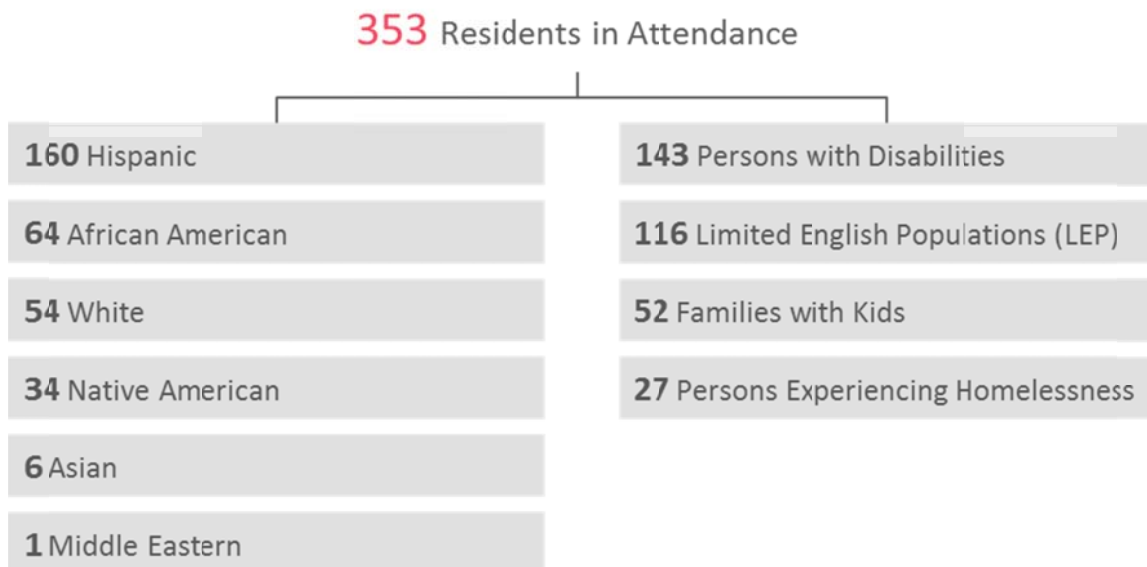 353 Residents in Attendance
160 Hispanic
64 African American
54 White
34 Native American
6 Asian
1 Middle Eastern
143 Persons with Disabilities
116 Limited English Populations (LEP)
52 Families with Kids
27 Persons Experiencing Homelessness